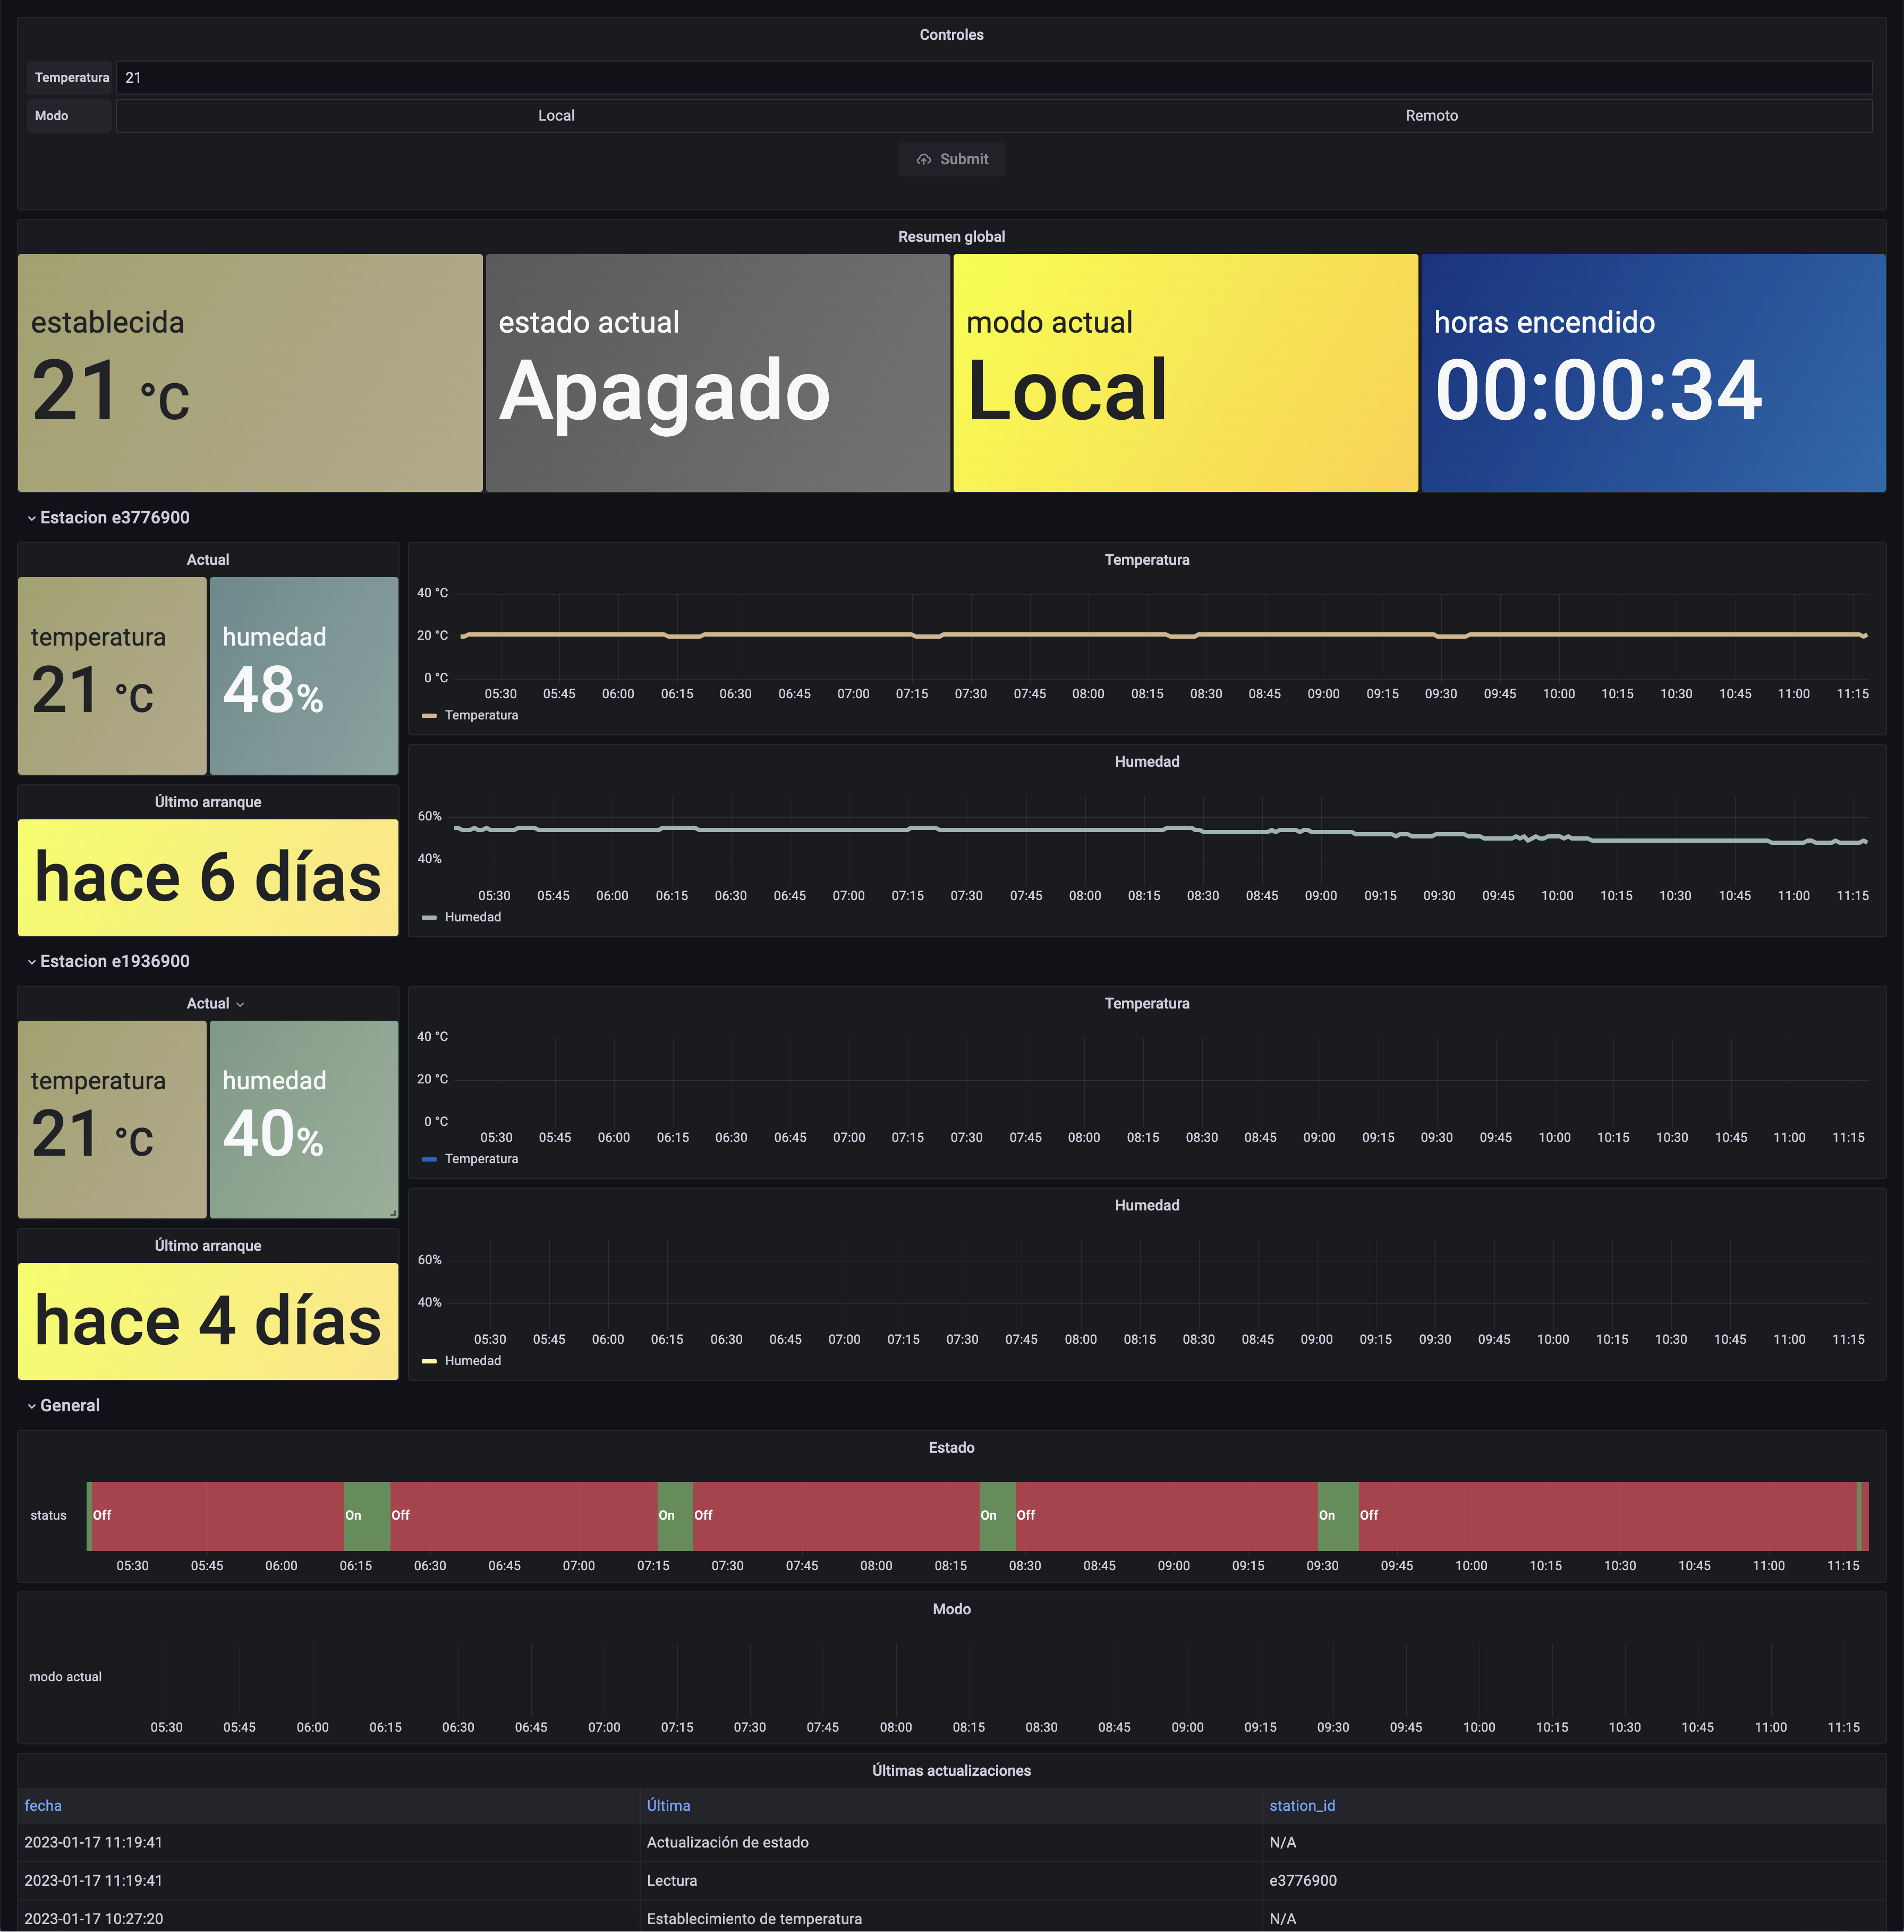 Controles
Temperatura 21
Modo Local Remoto
Submit
Resumen global
establecida estado actual modo actual horas encendido
21 °C Apagado Local 00:00:34
Estacion e3776900
Actual
temperatura humedad
21 °C 48%
Temperatura
40 °C
20 °C
0 °C
05:30 05:45 06:00 06:15 06:30 06:45 07:00 07:15 07:30 07:45 08:00 08:15 08:30 08:45 09:00 09:15 09:30 09:45 10:00 10:15 10:30 10:45 11:00 11:15
Temperatura
Último arranque
hace 6 días
Humedad
60%
40%
05:30 05:45 06:00 06:15 06:30 06:45 07:00 07:15 07:30 07:45 08:00 08:15 08:30 08:45 09:00 09:15 09:30 09:45 10:00 10:15 10:30 10:45 11:00 11:15
Humedad
Estacion e1936900
Actual
temperatura humedad
21 °C 40%
Temperatura
40 °C
20 °C
0 °C
05:30 05:45 06:00 06:15 06:30 06:45 07:00 07:15 07:30 07:45 08:00 08:15 08:30 08:45 09:00 09:15 09:30 09:45 10:00 10:15 10:30 10:45 11:00 11:15
Temperatura
Último arranque
hace 4 días
Humedad
60%
40%
05:30 05:45 06:00 06:15 06:30 06:45 07:00 07:15 07:30 07:45 08:00 08:15 08:30 08:45 09:00 09:15 09:30 09:45 10:00 10:15 10:30 10:45 11:00 11:15
Humedad
General
Estado
status Off On Off On Off On Off On Off
05:30 05:45 06:00 06:15 06:30 06:45 07:00 07:15 07:30 07:45 08:00 08:15 08:30 08:45 09:00 09:15 09:30 09:45 10:00 10:15 10:30 10:45 11:00 11:15
Modo
modo actual
05:30 05:45 06:00 06:15 06:30 06:45 07:00 07:15 07:30 07:45 08:00 08:15 08:30 08:45 09:00 09:15 09:30 09:45 10:00 10:15 10:30 10:45 11:00 11:15
Últimas actualizaciones
fecha Última station_id
2023-01-17 11:19:41 Actualización de estado N/A
2023-01-17 11:19:41 Lectura e3776900
2023-01-17 10:27:20 Establecimiento de temperatura N/A